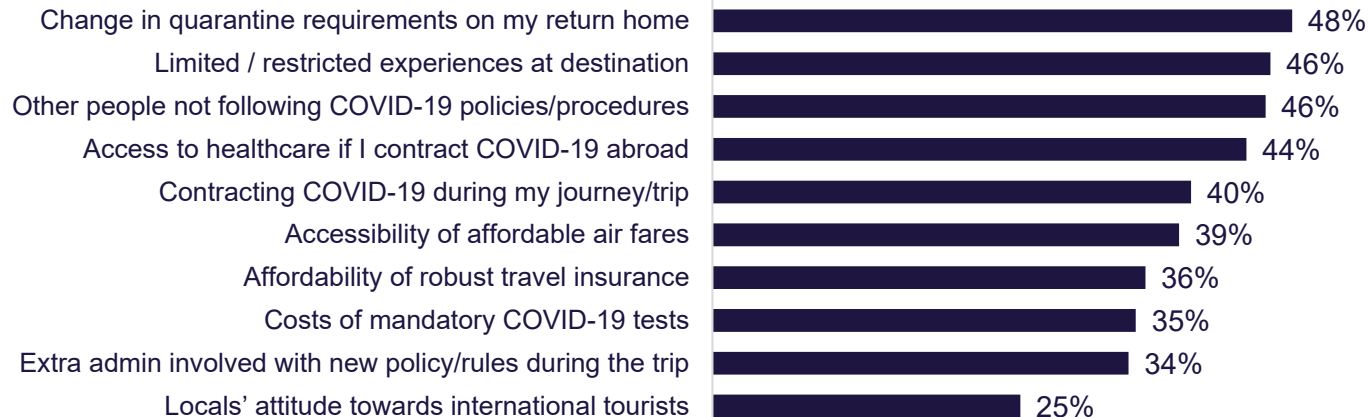 Change in quarantine requirements on my return home 48%
Limited / restricted experiences at destination 46%
Other people not following COVID-19 policies/procedures 46%
Access to healthcare if I contract COVID-19 abroad 44%
Contracting COVID-19 during my journey/trip 40%
Accessibility of affordable air fares 39%
Affordability of robust travel insurance 36%
Costs of mandatory COVID-19 tests 35%
Extra admin involved with new policy/rules during the trip 34%
Locals’ attitude towards international tourists 25%